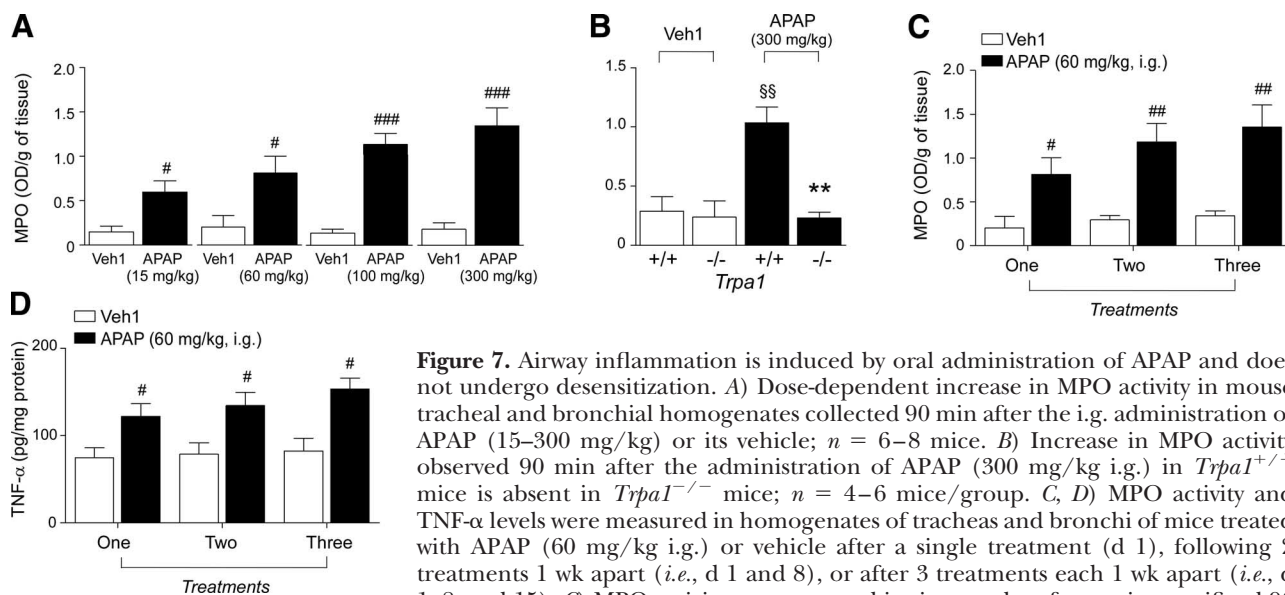 A
MPO (OD/g of tissue)
2.0
1.5
1.0
0.5
0
#
#
###
###
Veh1 APAP Veh1 APAP Veh1 APAP Veh1 APAP
(15 mg/kg) (60 mg/kg) (100 mg/kg) (300 mg/kg)
B
Veh1
APAP
(300 mg/kg)
1.5
1.0
0.5
0
§§
**
+/+ -/- +/+ -/-
Trpa1
C
Veh1
APAP (60 mg/kg, i.g.)
MPO (OD/g of tissue)
2.0
1.5
1.0
0.5
0
#
##
##
One Two Three
Treatments
D
Veh1
APAP (60 mg/kg, i.g.)
TNF-α (pg/mg protein)
200
100
0
#
#
#
One Two Three
Treatments
Figure 7. Airway inflammation is induced by oral administration of APAP and does
not undergo desensitization. A) Dose-dependent increase in MPO activity in mouse
tracheal and bronchial homogenates collected 90 min after the i.g. administration o
APAP (15–300 mg/kg) or its vehicle; n = 6–8 mice. B) Increase in MPO activity
observed 90 min after the administration of APAP (300 mg/kg i.g.) in Trpa1+/+
mice is absent in Trpa1−/− mice; n = 4–6 mice/group. C, D) MPO activity and
TNF-α levels were measured in homogenates of tracheas and bronchi of mice treated
with APAP (60 mg/kg i.g.) or vehicle after a single treatment (d 1), following 2
treatments 1 wk apart (i.e., d 1 and 8), or after 3 treatments each 1 wk apart (i.e., d